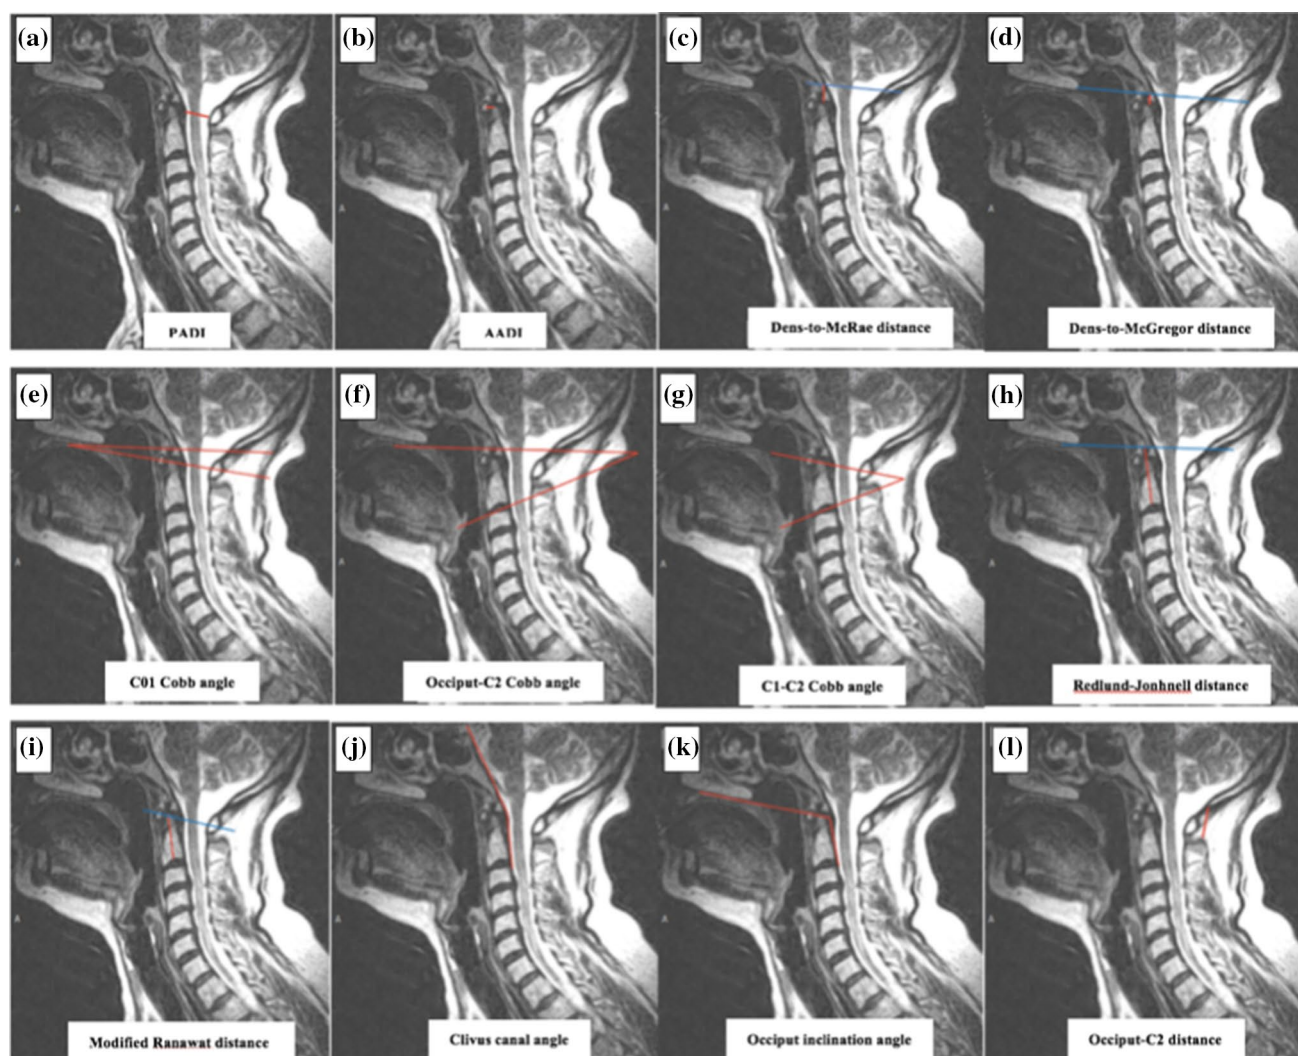 (a)
PADI
(b)
AADI
(c)
Dens-to-McRae distance
(d)
Dens-to-McGregor distance
(e)
A
C01 Cobb angle
(f)
A
Occiput-C2 Cobb angle
(g)
A
C1-C2 Cobb angle
(h)
A
Redlund-Jonhnell distance
(i)
A
Modified Ranawat distance
(j)
A
Clivus canal angle
(k)
A
Occiput inclination angle
(l)
A
Occiput-C2 distance